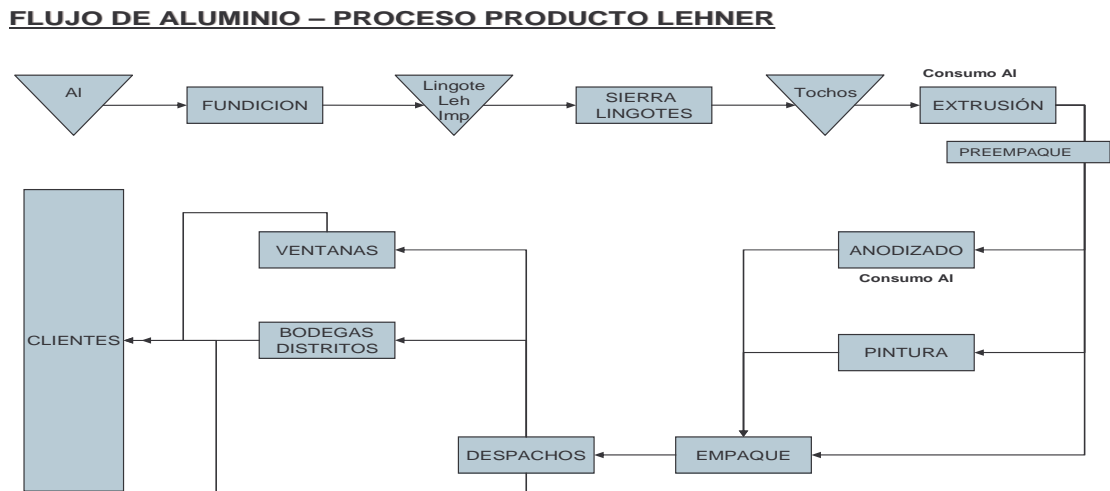 FLUJO DE ALUMINIO – PROCESO PRODUCTO LEHNER
Al
FUNDICION
Lingote
Leh
Imp
SIERRA
LINGOTES
Tochos
Consumo Al
EXTRUSIÓN
PREEMPAQUE
VENTANAS
ANODIZADO
Consumo Al
CLIENTES
BODEGAS
DISTRITOS
PINTURA
DESPACHOS
EMPAQUE